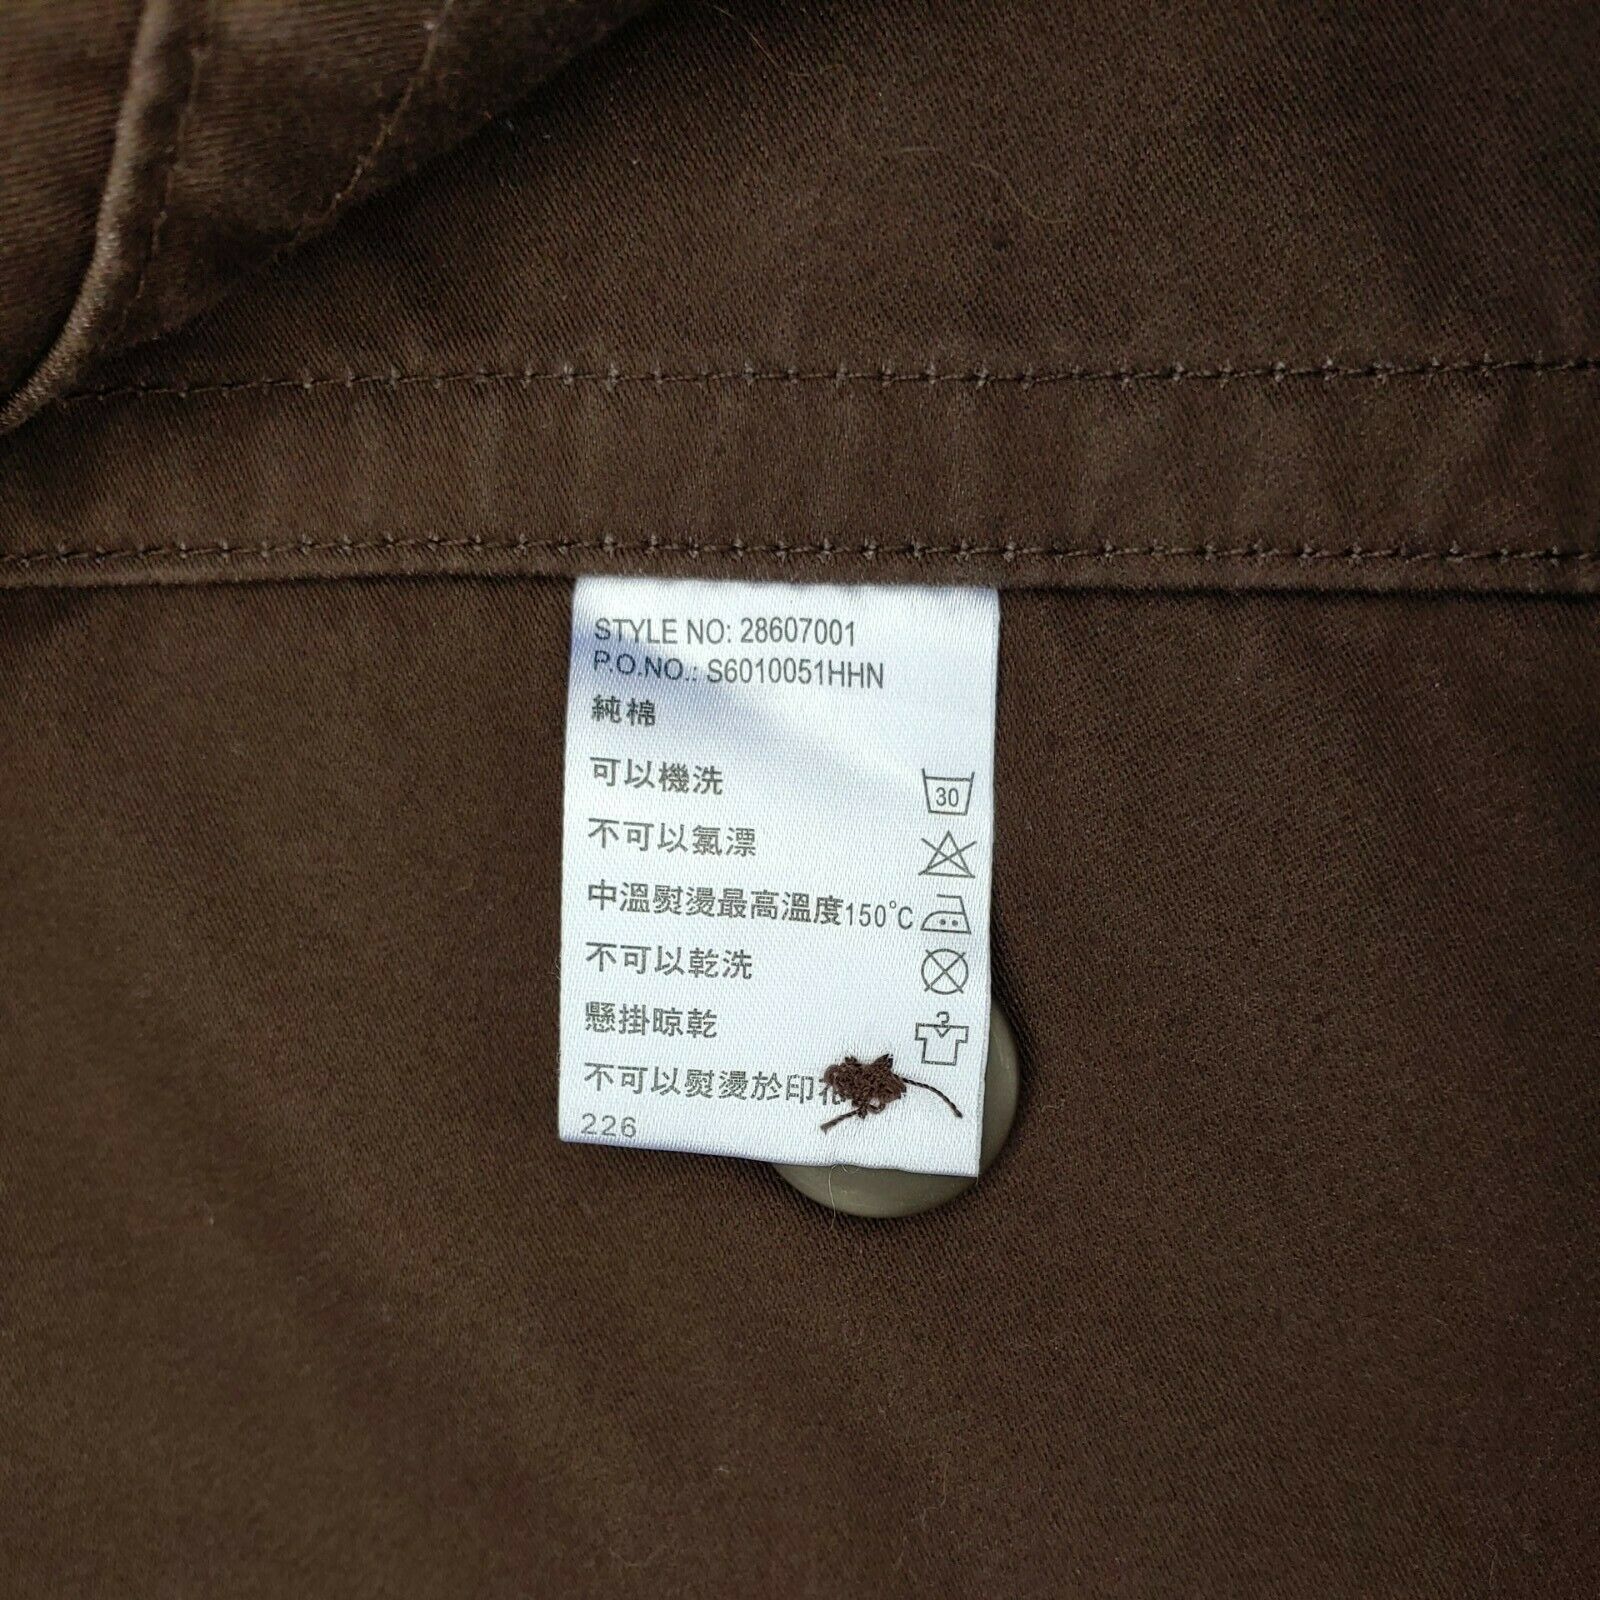 STYLE NO: 28607001
P.O.NO.: S6010051HHN
純棉
可以機洗
30
不可以氯漂
中溫熨燙最高溫度150°C
不可以乾洗
懸掛晾乾
不可以熨燙於印花
226